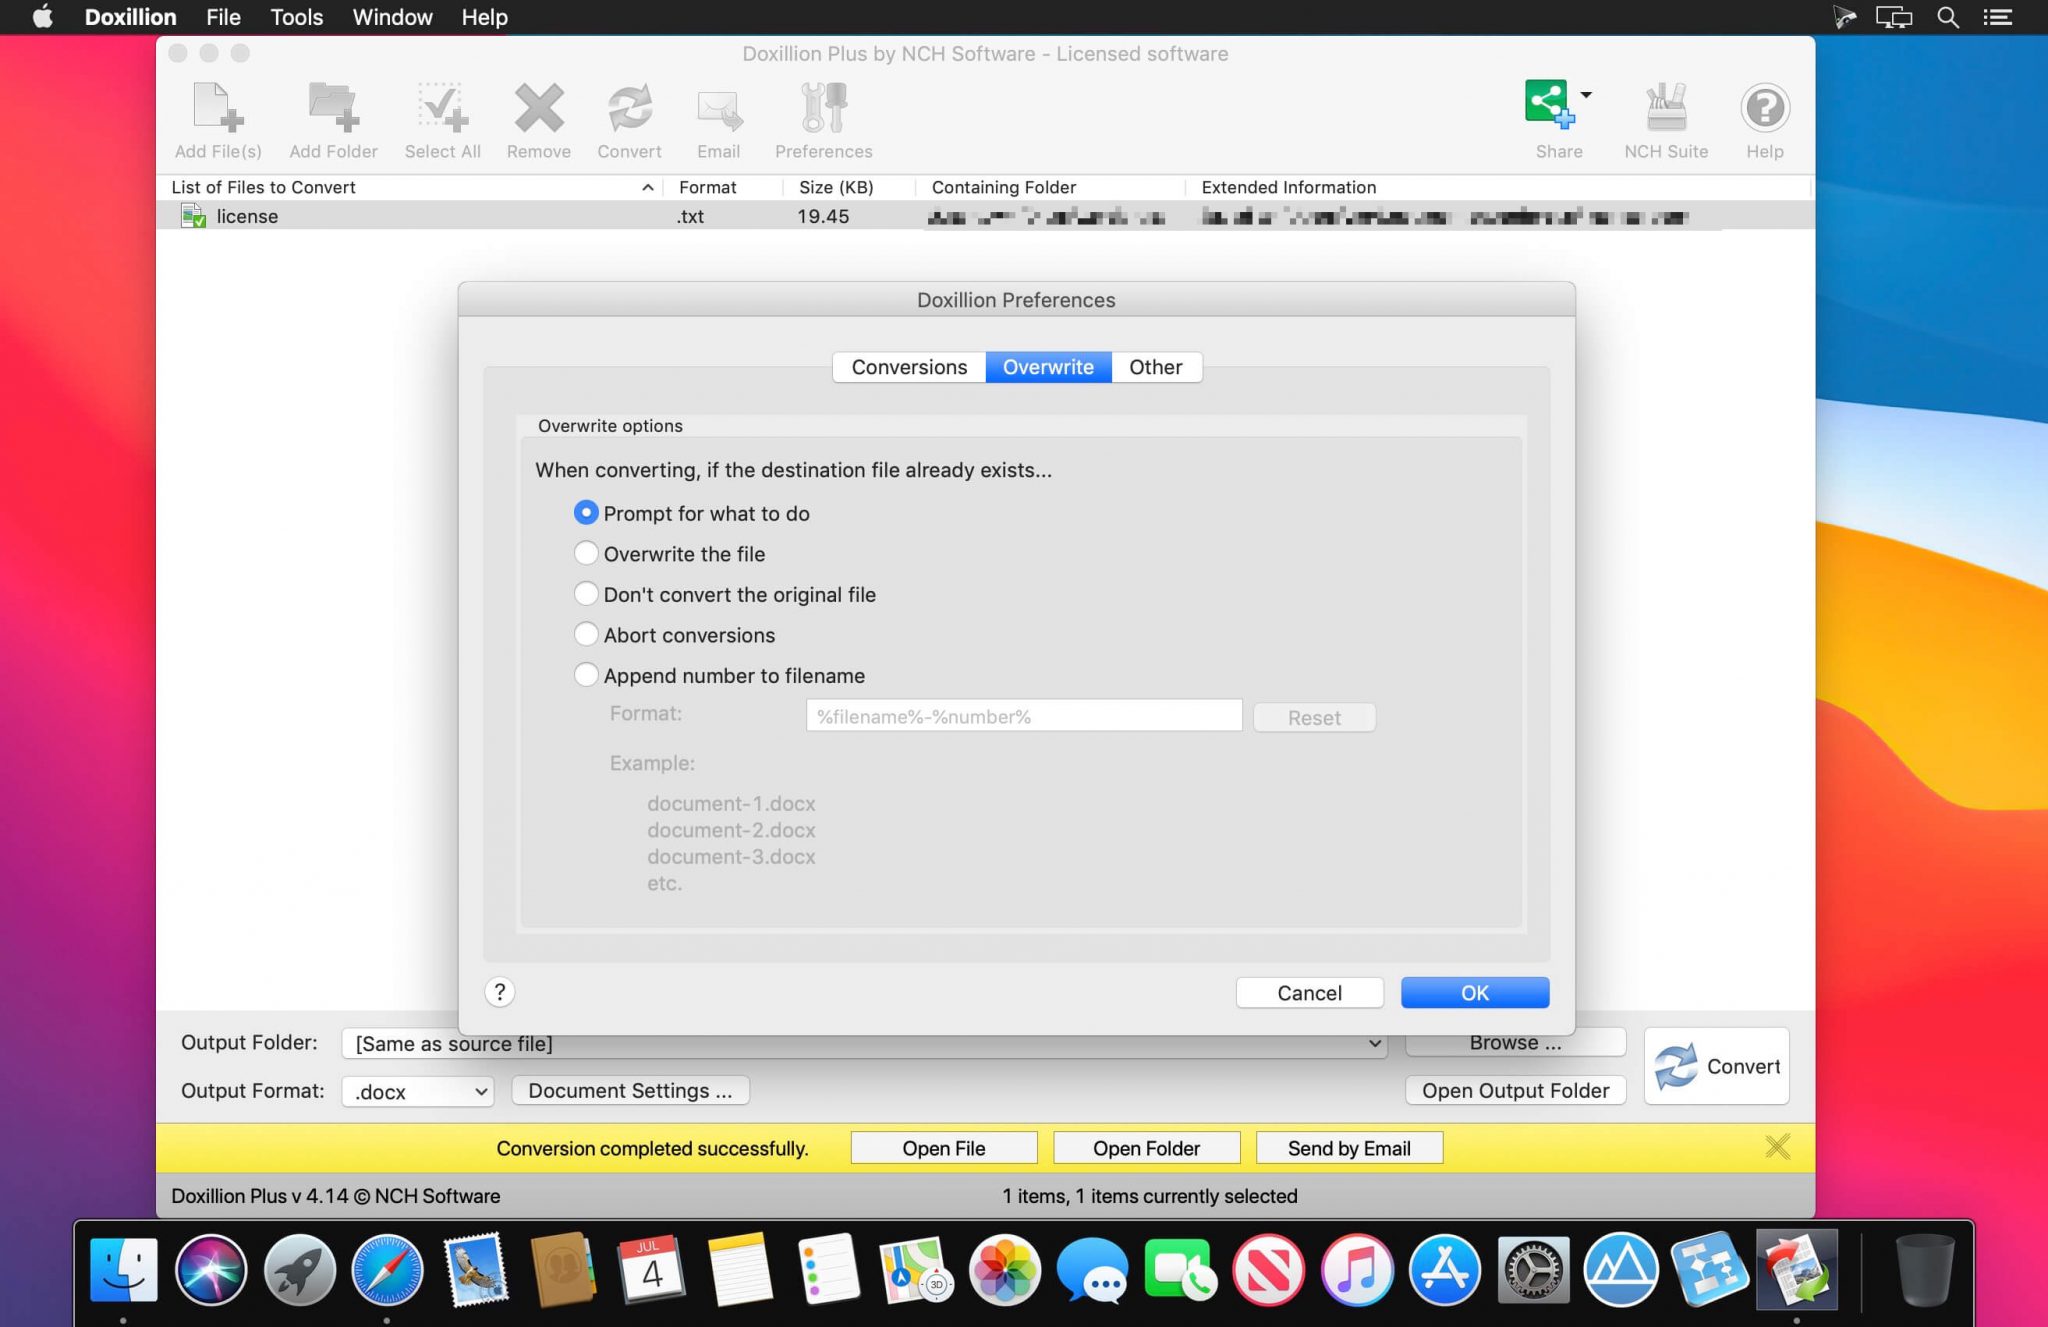 Doxillion File Tools Window Help
Doxillion Plus by NCH Software - Licensed software
Add File(s) Add Folder Select All Remove Convert Email Preferences Share NCH Suite Help
List of Files to Convert Format Size (KB) Containing Folder Extended Information
license .txt 19.45
Doxillion Preferences
Conversions Overwrite Other
Overwrite options
When converting, if the destination file already exists...
Prompt for what to do
Overwrite the file
Don't convert the original file
Abort conversions
Append number to filename
Format: %filename%-%number% Reset
Example:
document-1.docx
document-2.docx
document-3.docx
etc.
? Cancel OK
Output Folder: [Same as source file] Browse ...
Convert
Output Format: .docx Document Settings ... Open Output Folder
Conversion completed successfully. Open File Open Folder Send by Email
Doxillion Plus v 4.14 © NCH Software 1 items, 1 items currently selected
JUL
4
3D